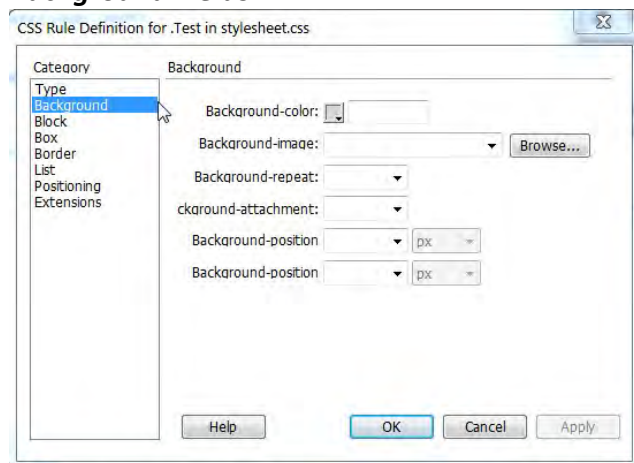 CSS Rule Definition for .Test in stylesheet.css
Category
Type
Background
Block
Box
Border
List
Positioning
Extensions
Background
Background-color:
Background-image:
Browse...
Background-repeat:
ckground-attachment:
Background-position
px
Background-position
px
Help
OK
Cancel
Apply